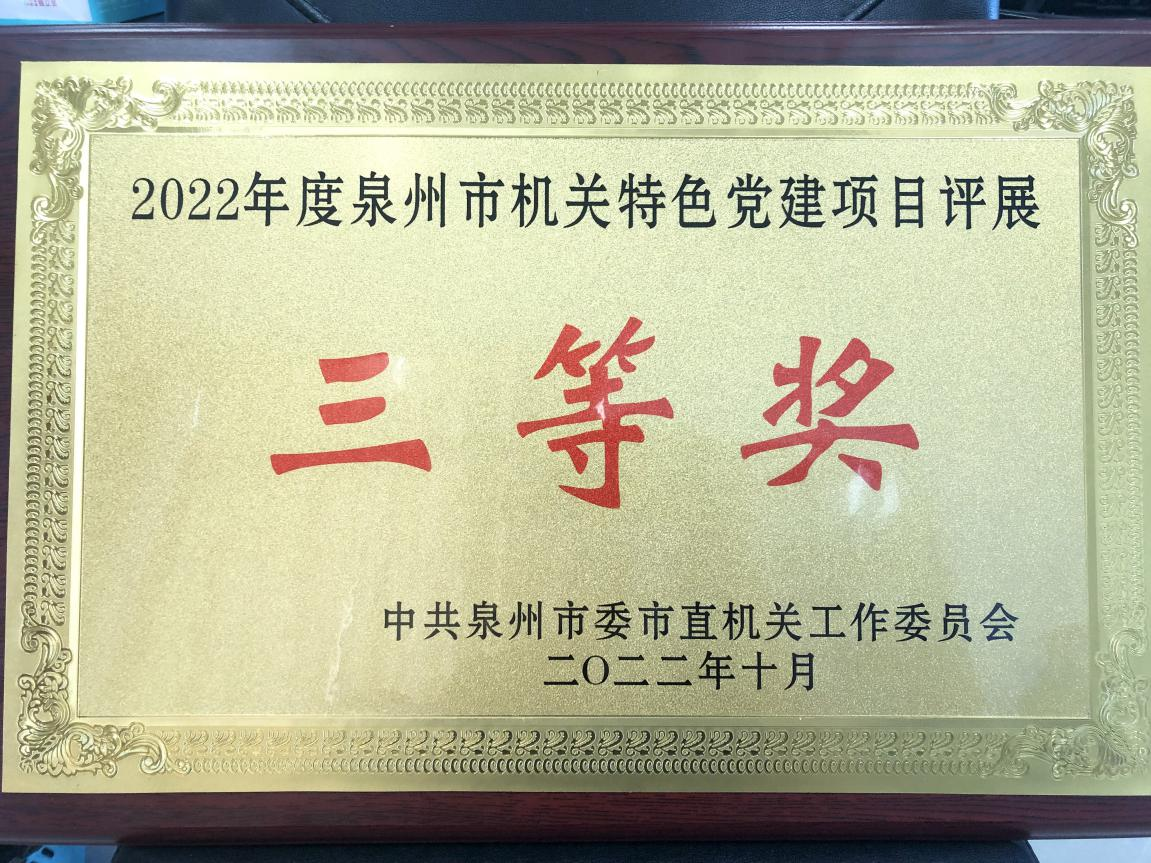 2022年度泉州市机关特色党建项目评展
三等奖
中共泉州市委市直机关工作委员会
二〇二二年十月